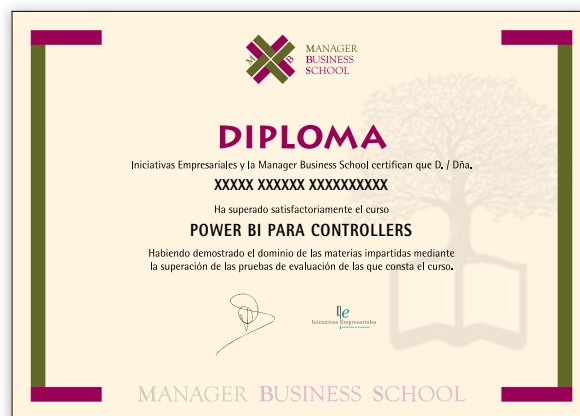 M B
MANAGER
BUSINESS
SCHOOL
DIPLOMA
Iniciativas Empresariales y la Manager Business School certifican que D. / Dña.
XXXXX XXXXXX XXXXXXXXXX
Ha superado satisfactoriamente el curso
POWER BI PARA CONTROLLERS
Habiendo demostrado el dominio de las materias impartidas mediante
la superación de las pruebas de evaluación de las que consta el curso.
Iniciativas Empresariales
MANAGER BUSINESS SCHOOL